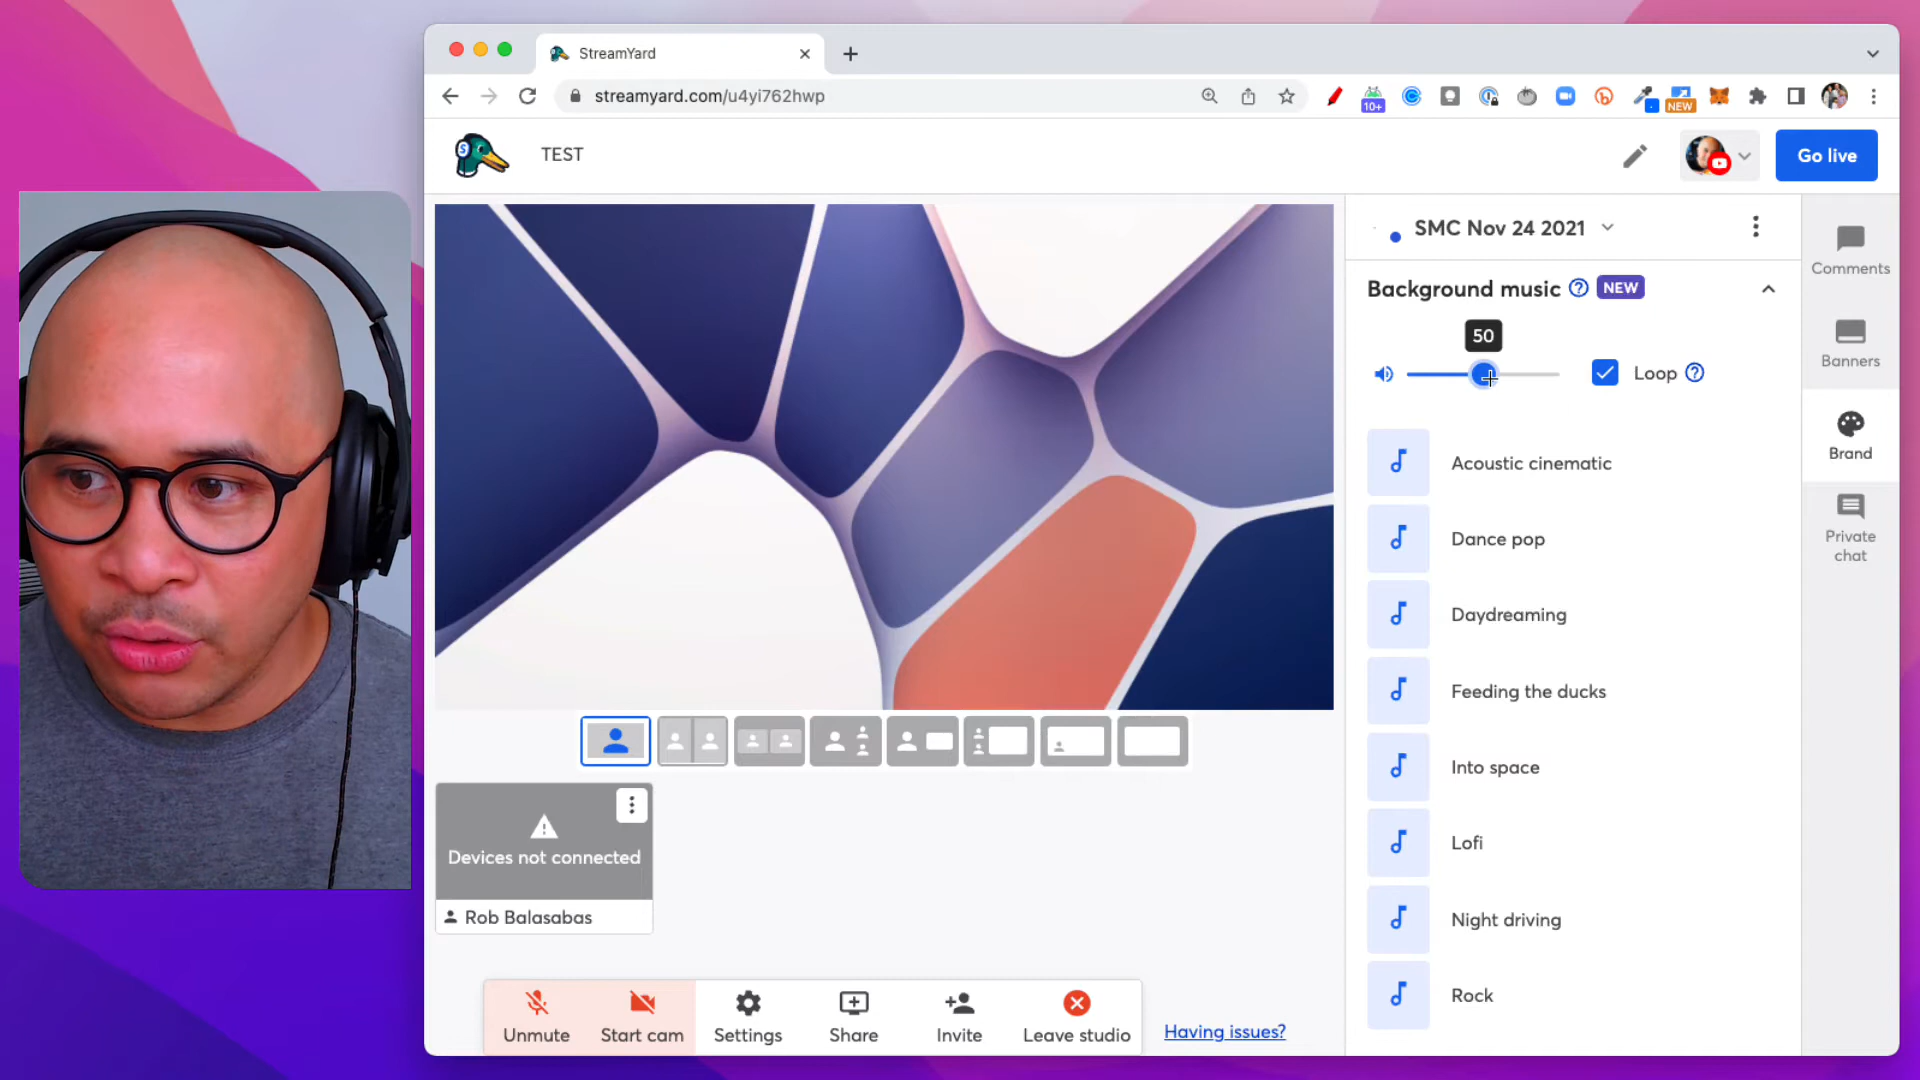 StreamYard
streamyard.com/u4yi762hwp
10+
NEW
TEST
Go live
SMC Nov 24 2021
Background music NEW
50
Loop
Acoustic cinematic
Dance pop
Daydreaming
Feeding the ducks
Into space
Lofi
Night driving
Rock
Comments
Banners
Brand
Private
chat
Devices not connected
Rob Balasabas
Unmute
Start cam
Settings
Share
Invite
Leave studio
Having issues?